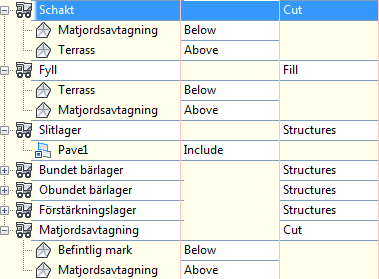 Schakt Cut
Matjordsavtagning Below
Terrass Above
Fyll Fill
Terrass Below
Matjordsavtagning Above
Slitlager Structures
Pave1 Include
Bundet bärlager Structures
Obundet bärlager Structures
Förstärkningslager Structures
Matjordsavtagning Cut
Befintlig mark Below
Matjordsavtagning Above